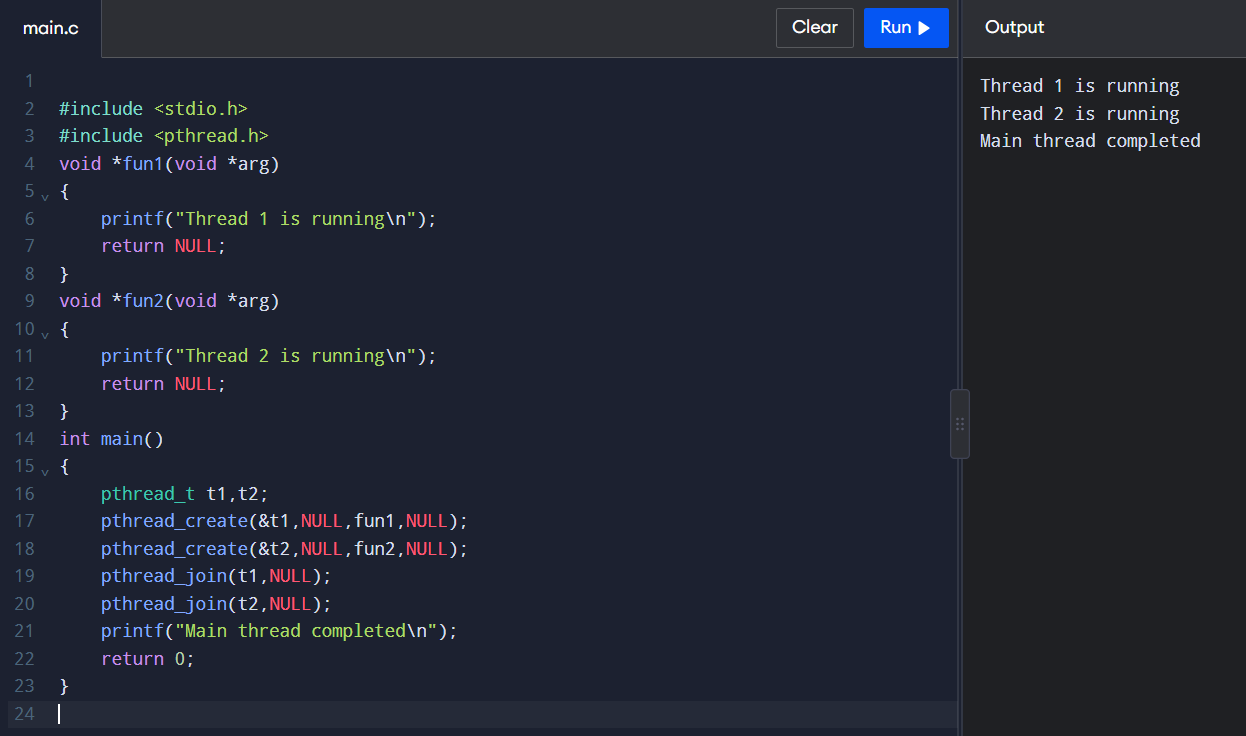 main.c
Clear
Run
Output
1
2 #include <stdio.h>
3 #include <pthread.h>
4 void *fun1(void *arg)
5 {
6     printf("Thread 1 is running\n");
7     return NULL;
8 }
9 void *fun2(void *arg)
10 {
11     printf("Thread 2 is running\n");
12     return NULL;
13 }
14 int main()
15 {
16     pthread_t t1,t2;
17     pthread_create(&t1,NULL,fun1,NULL);
18     pthread_create(&t2,NULL,fun2,NULL);
19     pthread_join(t1,NULL);
20     pthread_join(t2,NULL);
21     printf("Main thread completed\n");
22     return 0;
23 }
24
Thread 1 is running
Thread 2 is running
Main thread completed